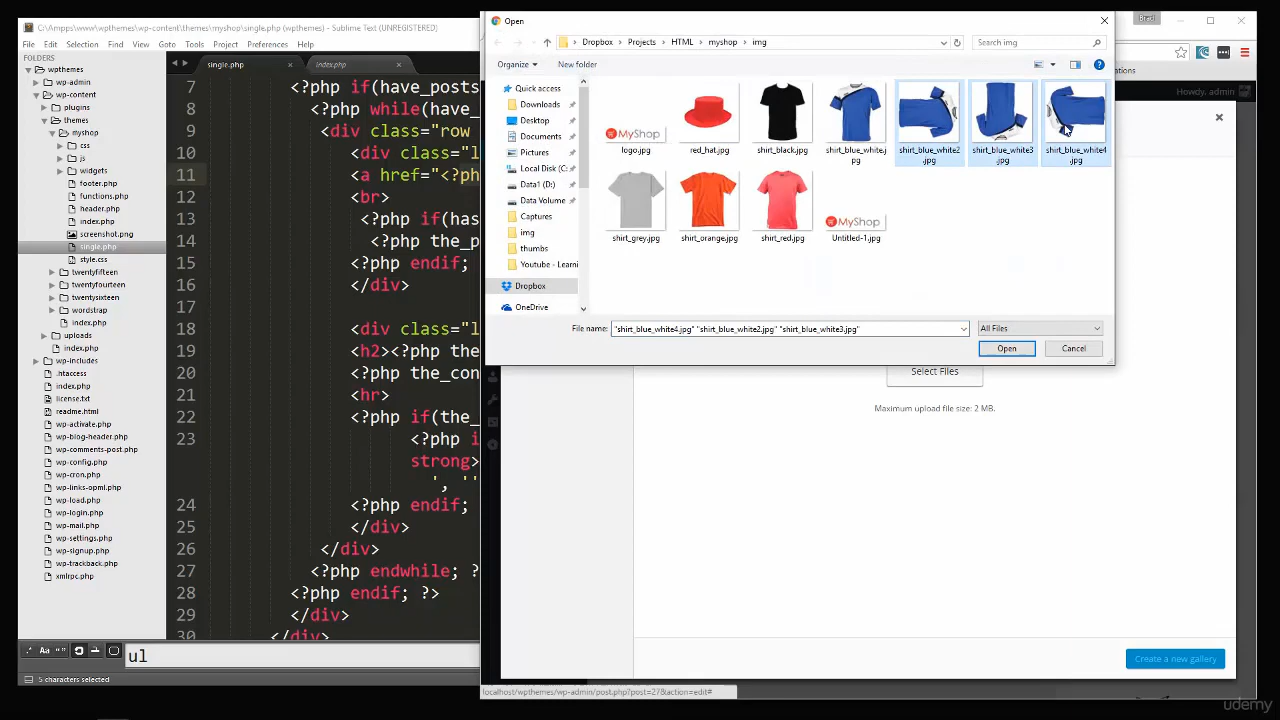 C:\Ampps\www\wpthemes\wp-content\themes\myshop\single.php (wpthemes) - Sublime Text (UNREGISTERED)
File Edit Selection Find View Goto Tools Preferences Help
FOLDERS
wpthemes
wp-admin
wp-content
plugins
themes
myshop
css
js
widgets
footer.php
functions.php
header.php
index.php
screenshot.png
single.php
style.css
twentyfifteen
twentyfourteen
twentysixteen
wordstrap
index.php
uploads
index.php
wp-includes
.htaccess
index.php
license.txt
readme.html
wp-activate.php
wp-blog-header.php
wp-comments-post.php
wp-config.php
wp-cron.php
wp-links-opml.php
wp-load.php
wp-login.php
wp-mail.php
wp-settings.php
wp-signup.php
wp-trackback.php
xmlrpc.php
single.php index.php
7 <?php if(have_posts
8 <?php while(have_
9 <div class="row
10 <div class="l
11 <a href="<?ph
12 <br>
13 <?php if(has
14 <?php the_p
15 <?php endif;
16 </div>
17
18 <div class="l
19 <h2><?php the
20 <?php the_con
21 <hr>
22 <?php if(the_
23 <?php i
strong>
', ''
24 <?php endif;
25 </div>
26 </div>
27 <?php endwhile; ?
28 <?php endif; ?>
29 </div>
30 </div>
Aa
ul
5 characters selected
Open
Dropbox Projects HTML myshop img
Search img
Organize New folder
Quick access
Downloads
Desktop
Documents
Pictures
Local Disk (C:
Data1 (D:)
Data Volume
Captures
img
thumbs
Youtube - Learni
Dropbox
OneDrive
MyShop
logo.jpg
red_hat.jpg
shirt_black.jpg
shirt_blue_white.j
pg
shirt_blue_white2
.jpg
shirt_blue_white3
.jpg
shirt_blue_white4
.jpg
shirt_grey.jpg
shirt_orange.jpg
shirt_red.jpg
MyShop
Untitled-1.jpg
File name: "shirt_blue_white4.jpg" "shirt_blue_white2.jpg" "shirt_blue_white3.jpg"
All Files
Open
Cancel
Brad
Howdy, admin
Select Files
Maximum upload file size: 2 MB.
Create a new gallery
localhost/wpthemes/wp-admin/post.php?post=27&action=edit#
udemy